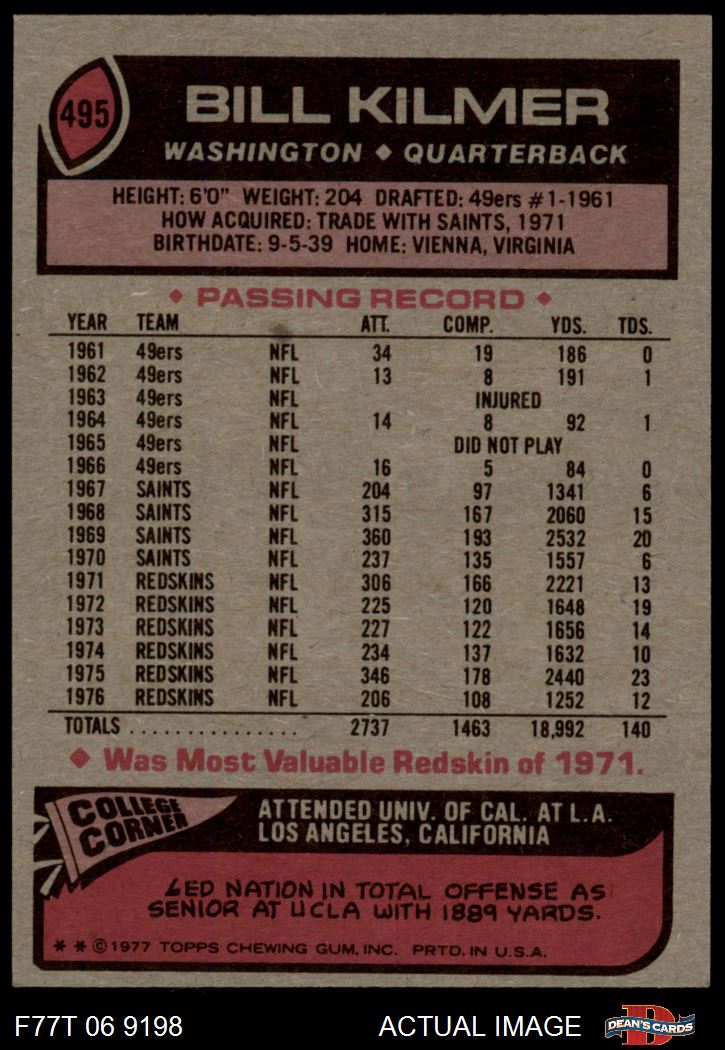 495
BILL KILMER
WASHINGTON ◆ QUARTERBACK
HEIGHT: 6'0" WEIGHT: 204 DRAFTED: 49ers #1-1961
HOW ACQUIRED: TRADE WITH SAINTS, 1971
BIRTHDATE: 9-5-39 HOME: VIENNA, VIRGINIA
◆ PASSING RECORD ◆
YEAR TEAM ATT. COMP. YDS. TDS.
1961 49ers NFL 34 19 186 0
1962 49ers NFL 13 8 191 1
1963 49ers NFL INJURED
1964 49ers NFL 14 8 92 1
1965 49ers NFL DID NOT PLAY
1966 49ers NFL 16 5 84 0
1967 SAINTS NFL 204 97 1341 6
1968 SAINTS NFL 315 167 2060 15
1969 SAINTS NFL 360 193 2532 20
1970 SAINTS NFL 237 135 1557 6
1971 REDSKINS NFL 306 166 2221 13
1972 REDSKINS NFL 225 120 1648 19
1973 REDSKINS NFL 227 122 1656 14
1974 REDSKINS NFL 234 137 1632 10
1975 REDSKINS NFL 346 178 2440 23
1976 REDSKINS NFL 206 108 1252 12
TOTALS ............... 2737 1463 18,992 140
◆ Was Most Valuable Redskin of 1971.
COLLEGE CORNER
ATTENDED UNIV. OF CAL. AT L.A.
LOS ANGELES, CALIFORNIA
LED NATION IN TOTAL OFFENSE AS
SENIOR AT UCLA WITH 1889 YARDS.
* * © 1977 TOPPS CHEWING GUM, INC. PRTD. IN U.S.A.
F77T 06 9198 ACTUAL IMAGE
D
DEAN'S CARDS